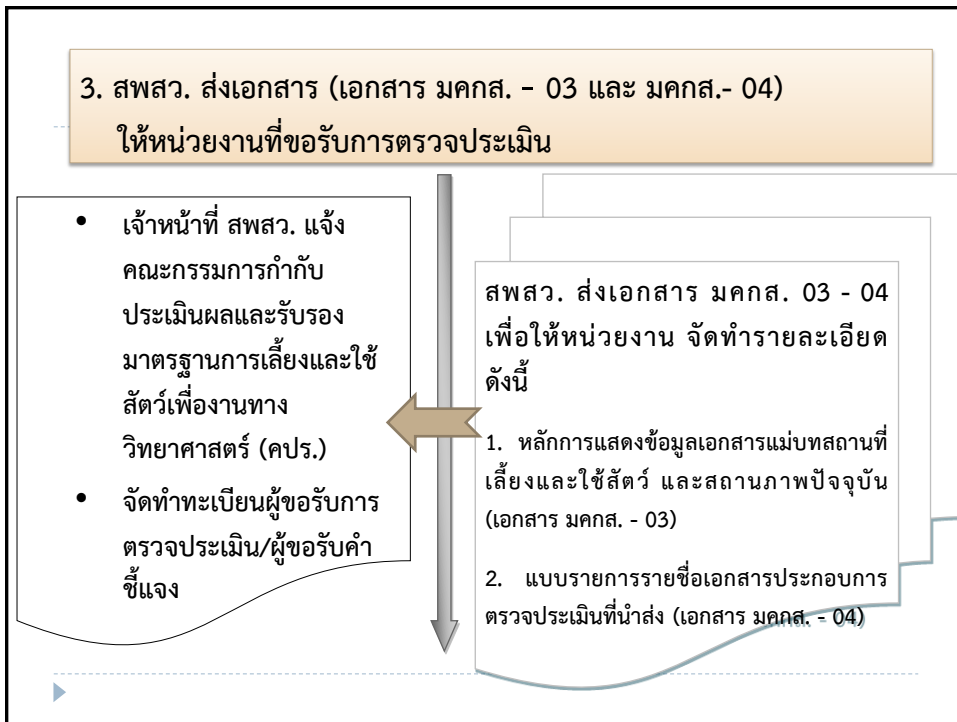 3. สพสว. ส่งเอกสาร (เอกสาร มคกส. – 03 และ มคกส.- 04)
ให้หน่วยงานที่ขอรับการตรวจประเมิน
• เจ้าหน้าที่ สพสว. แจ้ง
คณะกรรมการกำกับ
ประเมินผลและรับรอง
มาตรฐานการเลี้ยงและใช้
สัตว์เพื่องานทาง
วิทยาศาสตร์ (คปร.)
• จัดทำทะเบียนผู้ขอรับการ
ตรวจประเมิน/ผู้ขอรับคำ
ชี้แจง
สพสว. ส่งเอกสาร มคกส. 03 - 04
เพื่อให้หน่วยงาน จัดทำรายละเอียด
ดังนี้
1. หลักการแสดงข้อมูลเอกสารแม่บทสถานที่
เลี้ยงและใช้สัตว์ และสถานภาพปัจจุบัน
(เอกสาร มคกส. - 03)
2. แบบรายการรายชื่อเอกสารประกอบการ
ตรวจประเมินที่นำส่ง (เอกสาร มคกส. - 04)